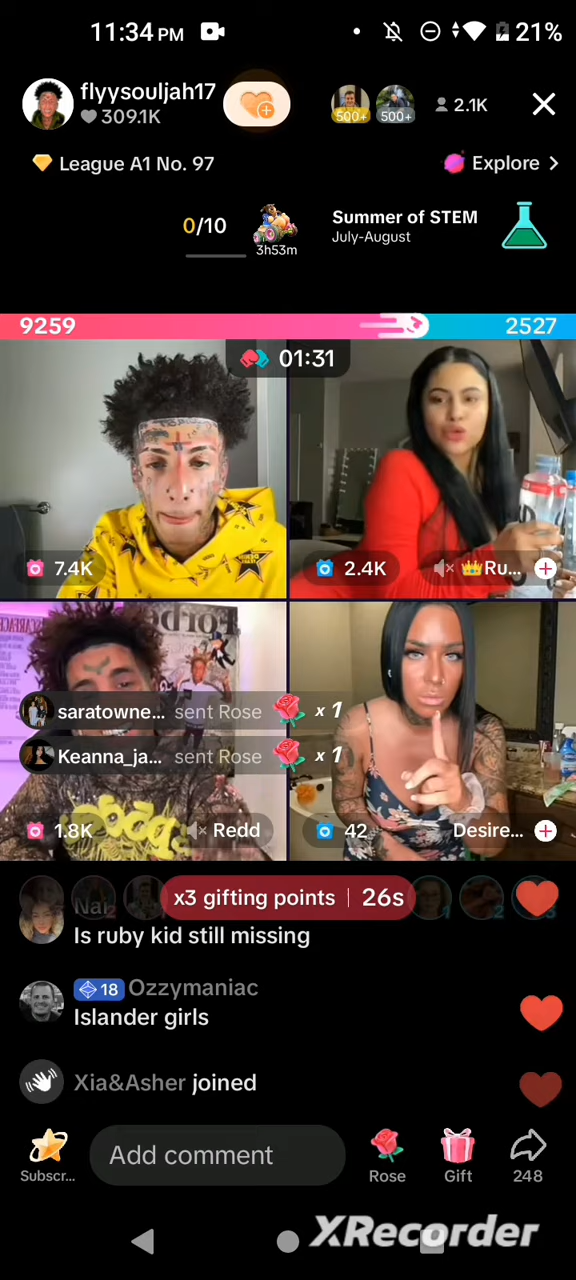 11:34 PM
21%
flyysouljah17
309.1K
500+
500+
2.1K
League A1 No. 97
Explore >
0/10
3h53m
Summer of STEM
July-August
9259
2527
01:31
7.4K
2.4K
Ru...
Forb
saratowne... sent Rose x 1
Keanna_ja... sent Rose x 1
1.8K
Redd
42
Desire...
x3 gifting points | 26s
Is ruby kid still missing
18 Ozzymaniac
Islander girls
Xia&Asher joined
Subscr...
Add comment
Rose
Gift
248
XRecorder